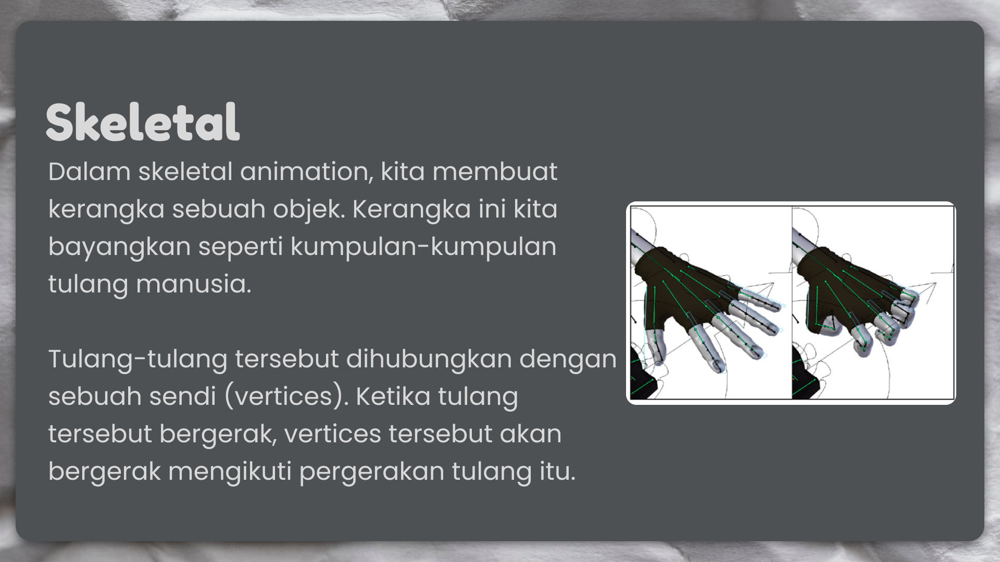 Skeletal
Dalam skeletal animation, kita membuat
kerangka sebuah objek. Kerangka ini kita
bayangkan seperti kumpulan-kumpulan
tulang manusia.
Tulang-tulang tersebut dihubungkan dengan
sebuah sendi (vertices). Ketika tulang
tersebut bergerak, vertices tersebut akan
bergerak mengikuti pergerakan tulang itu.